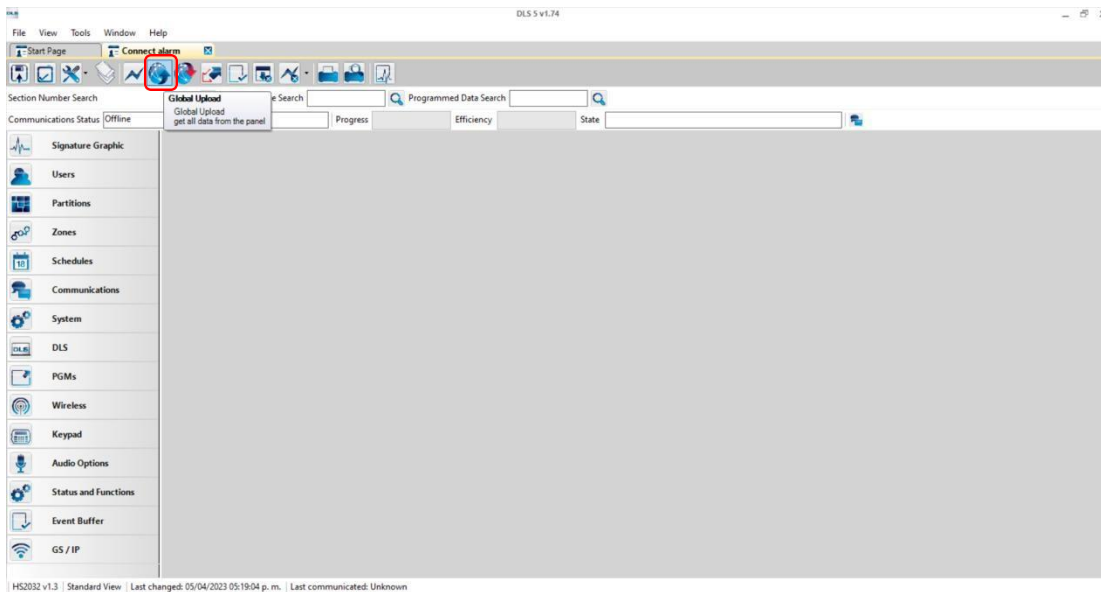 DLS
DLS 5 v1.74
File View Tools Window Help
Start Page Connect alarm
Section Number Search e Search Programmed Data Search
Global Upload
Global Upload
get all data from the panel
Communications Status Offline Progress Efficiency State
Signature Graphic
Users
Partitions
Zones
18 Schedules
Communications
System
DLS DLS
PGMs
Wireless
Keypad
Audio Options
Status and Functions
Event Buffer
GS / IP
HS2032 v1.3 Standard View Last changed: 05/04/2023 05:19:04 p. m. Last communicated: Unknown